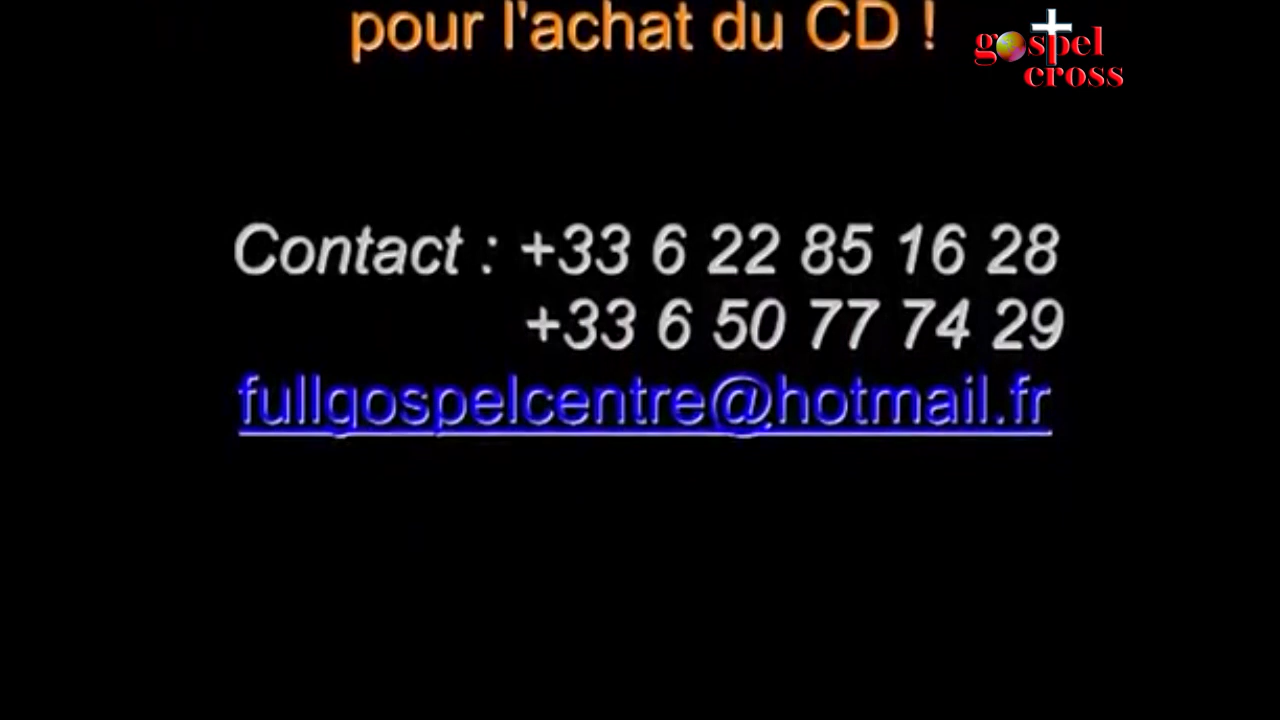 pour l'achat du CD !
gospel
cross
Contact : +33 6 22 85 16 28
+33 6 50 77 74 29
fullgospelcentre@hotmail.fr